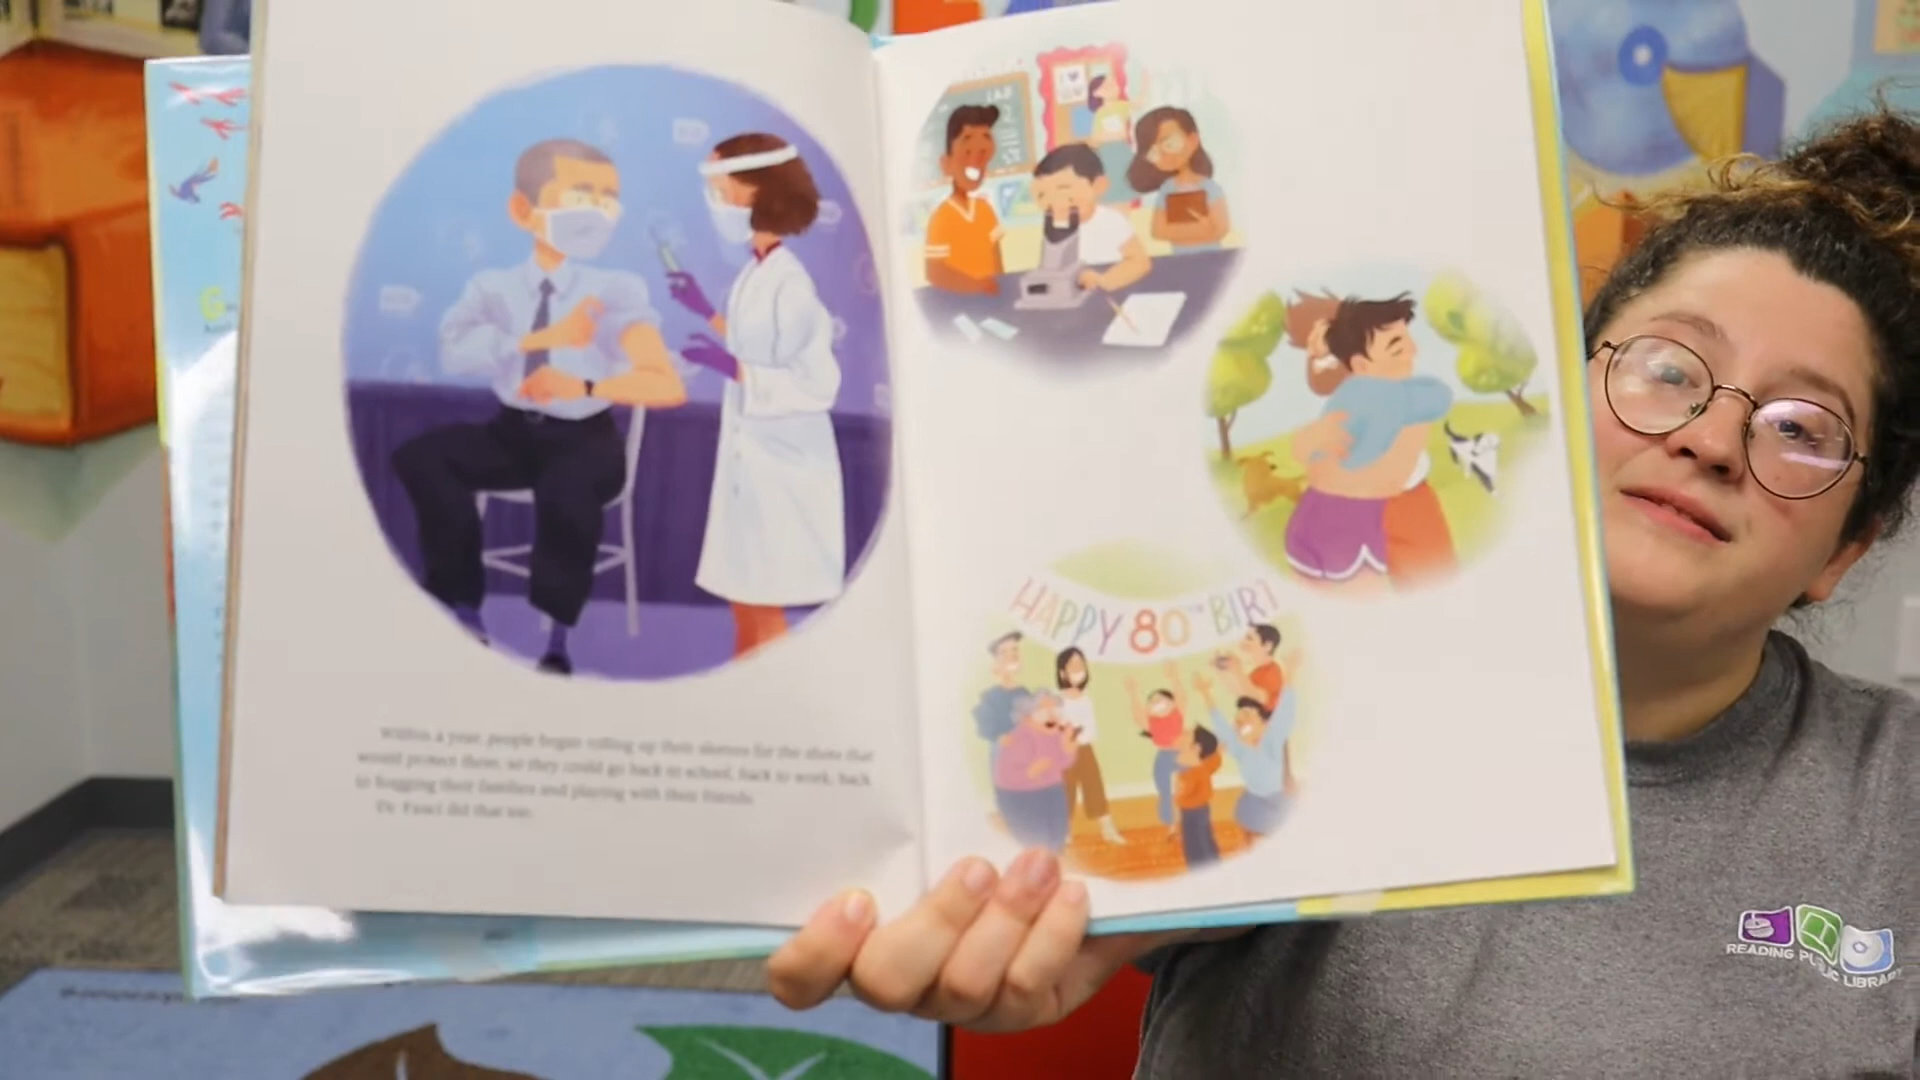 Within a year, people began rolling up their sleeves for the shots that
would protect them, so they could go back to school, back to work, back
to hugging their families and playing with their friends.
Dr. Fauci did that too.
LAB
HAPPY 80TH BIRT
READING PUBLIC LIBRARY